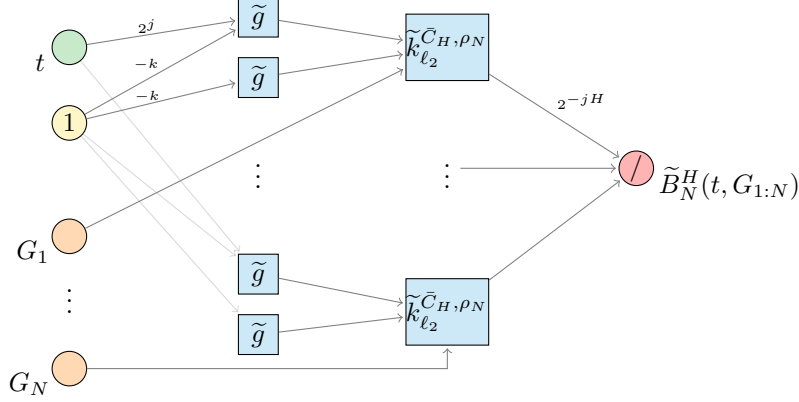 2^j
g̃
k̃_{ℓ_2}^{C̄_H, ρ_N}
t
-k
-k
g̃
2^{-jH}
1
⋮
⋮
/
B̃_N^H(t, G_{1:N})
G_1
g̃
k̃_{ℓ_2}^{C̄_H, ρ_N}
⋮
g̃
G_N